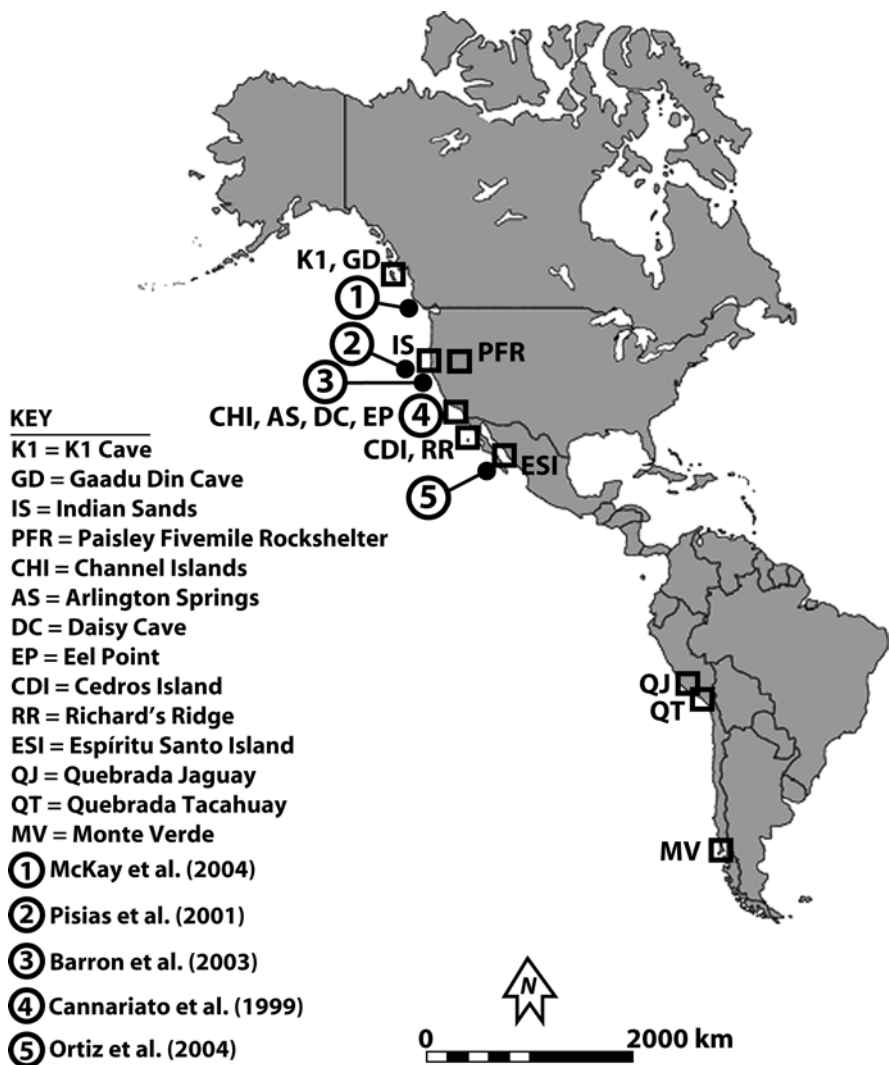 K1, GD
1
2
IS
PFR
3
CHI, AS, DC, EP
4
CDI, RR
ESI
5
QJ
QT
MV
KEY
K1 = K1 Cave
GD = Gaadu Din Cave
IS = Indian Sands
PFR = Paisley Fivemile Rockshelter
CHI = Channel Islands
AS = Arlington Springs
DC = Daisy Cave
EP = Eel Point
CDI = Cedros Island
RR = Richard's Ridge
ESI = Espíritu Santo Island
QJ = Quebrada Jaguay
QT = Quebrada Tacahuay
MV = Monte Verde
1 McKay et al. (2004)
2 Pisias et al. (2001)
3 Barron et al. (2003)
4 Cannariato et al. (1999)
5 Ortiz et al. (2004)
N
0 2000 km